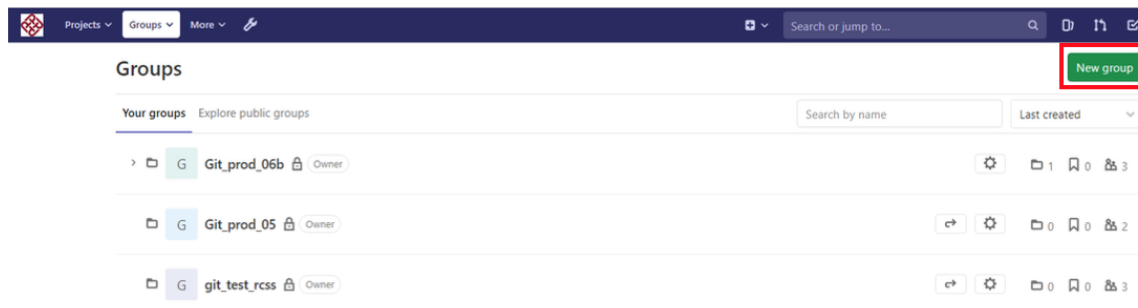 Projects Groups More Search or jump to...
Groups New group
Your groups Explore public groups Search by name Last created
G Git_prod_06b Owner 1 0 3
G Git_prod_05 Owner 0 0 2
G git_test_rcss Owner 0 0 3